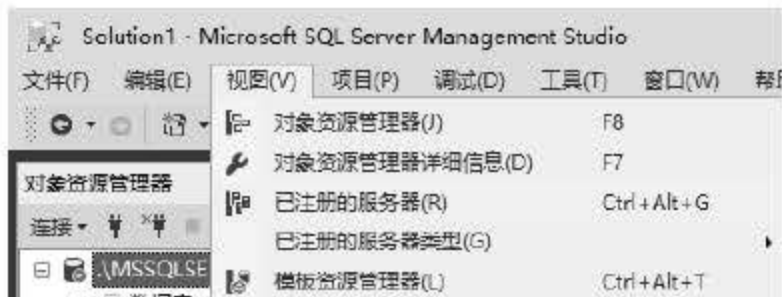 Solution1 - Microsoft SQL Server Management Studio
文件(F) 编辑(E) 视图(V) 项目(P) 调试(D) 工具(T) 窗口(W)
对象资源管理器(J) F8
对象资源管理器详细信息(D) F7
对象资源管理器
已注册的服务器(R) Ctrl+Alt+G
连接
已注册的服务器类型(G)
.\MSSQLSE
模板资源管理器(L) Ctrl+Alt+T